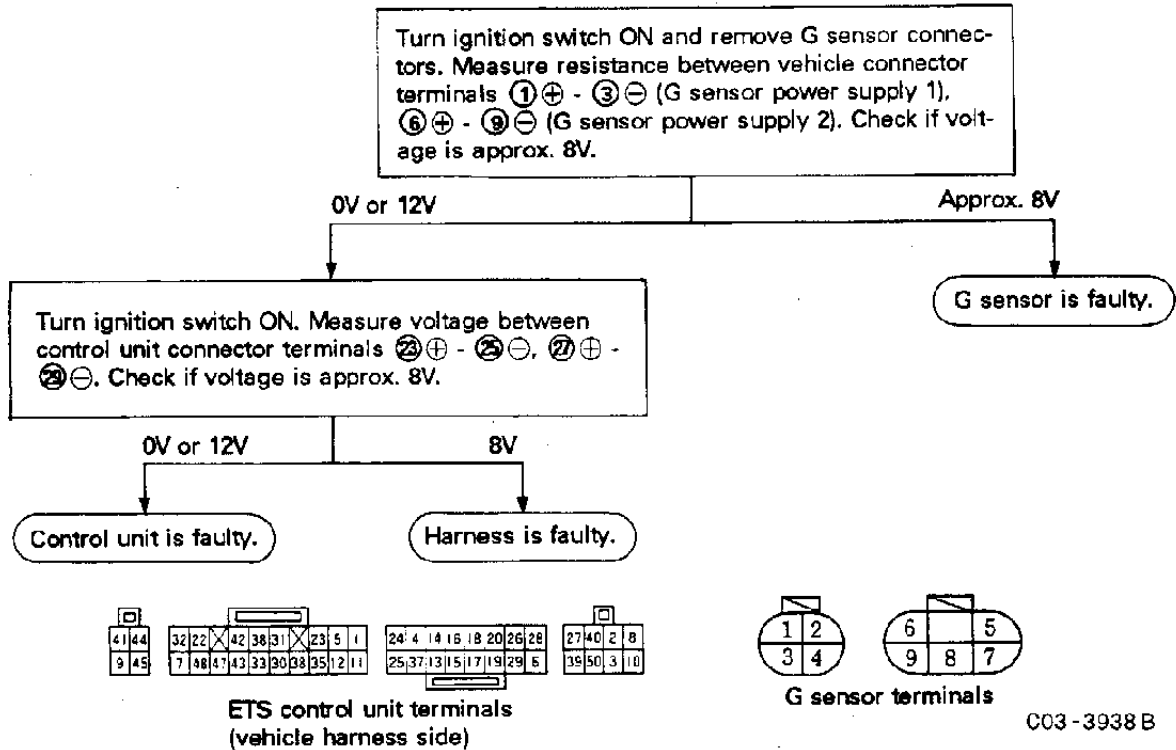 Turn ignition switch ON and remove G sensor connec-
tors. Measure resistance between vehicle connector
terminals ①⊕ - ③⊖ (G sensor power supply 1),
⑥⊕ - ⑨⊖ (G sensor power supply 2). Check if volt-
age is approx. 8V.
0V or 12V
Approx. 8V
G sensor is faulty.
Turn ignition switch ON. Measure voltage between
control unit connector terminals ㉓⊕ - ㉕⊖, ㉗⊕ -
㉙⊖. Check if voltage is approx. 8V.
0V or 12V
8V
Control unit is faulty.
Harness is faulty.
41 44
9 45
32 22 42 38 31 23 5 1
7 48 47 43 33 30 38 35 12 11
24 4 14 16 18 20 26 28
25 37 13 15 17 19 29 6
27 40 2 8
39 50 3 10
ETS control unit terminals
(vehicle harness side)
1 2
3 4
6 5
9 8 7
G sensor terminals
C03-3938B